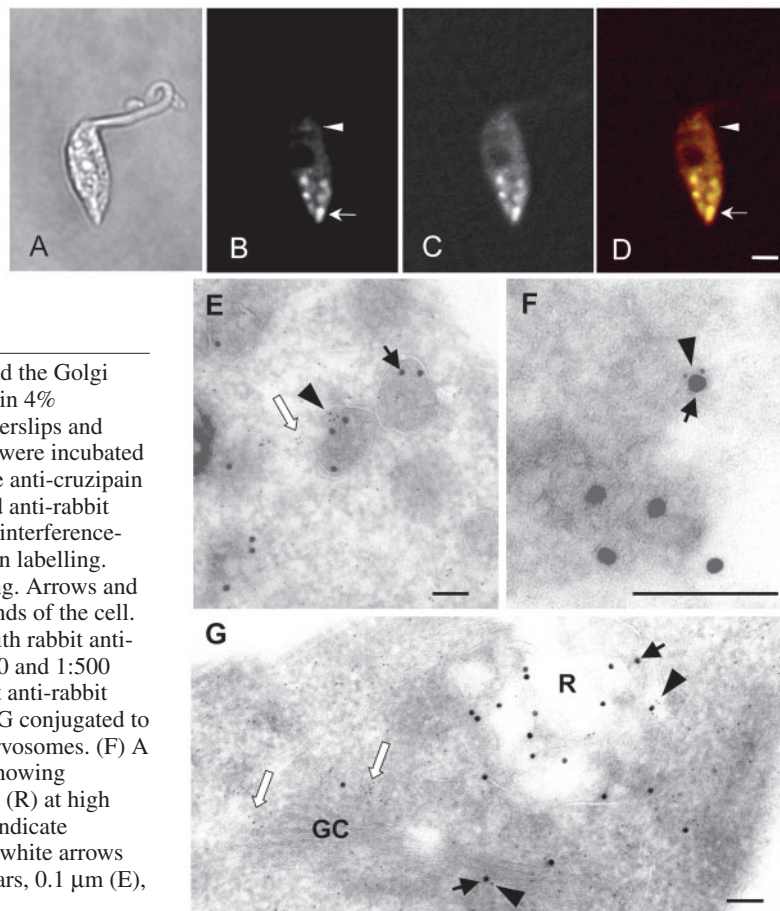 A
B
C
D
E
F
G
R
GC
d the Golgi
in 4%
erslips and
were incubated
e anti-cruzipain
d anti-rabbit
interference-
n labelling.
ng. Arrows and
nds of the cell.
ith rabbit anti-
0 and 1:500
t anti-rabbit
G conjugated to
rvosomes. (F) A
howing
(R) at high
ndicate
white arrows
ars, 0.1 μm (E),